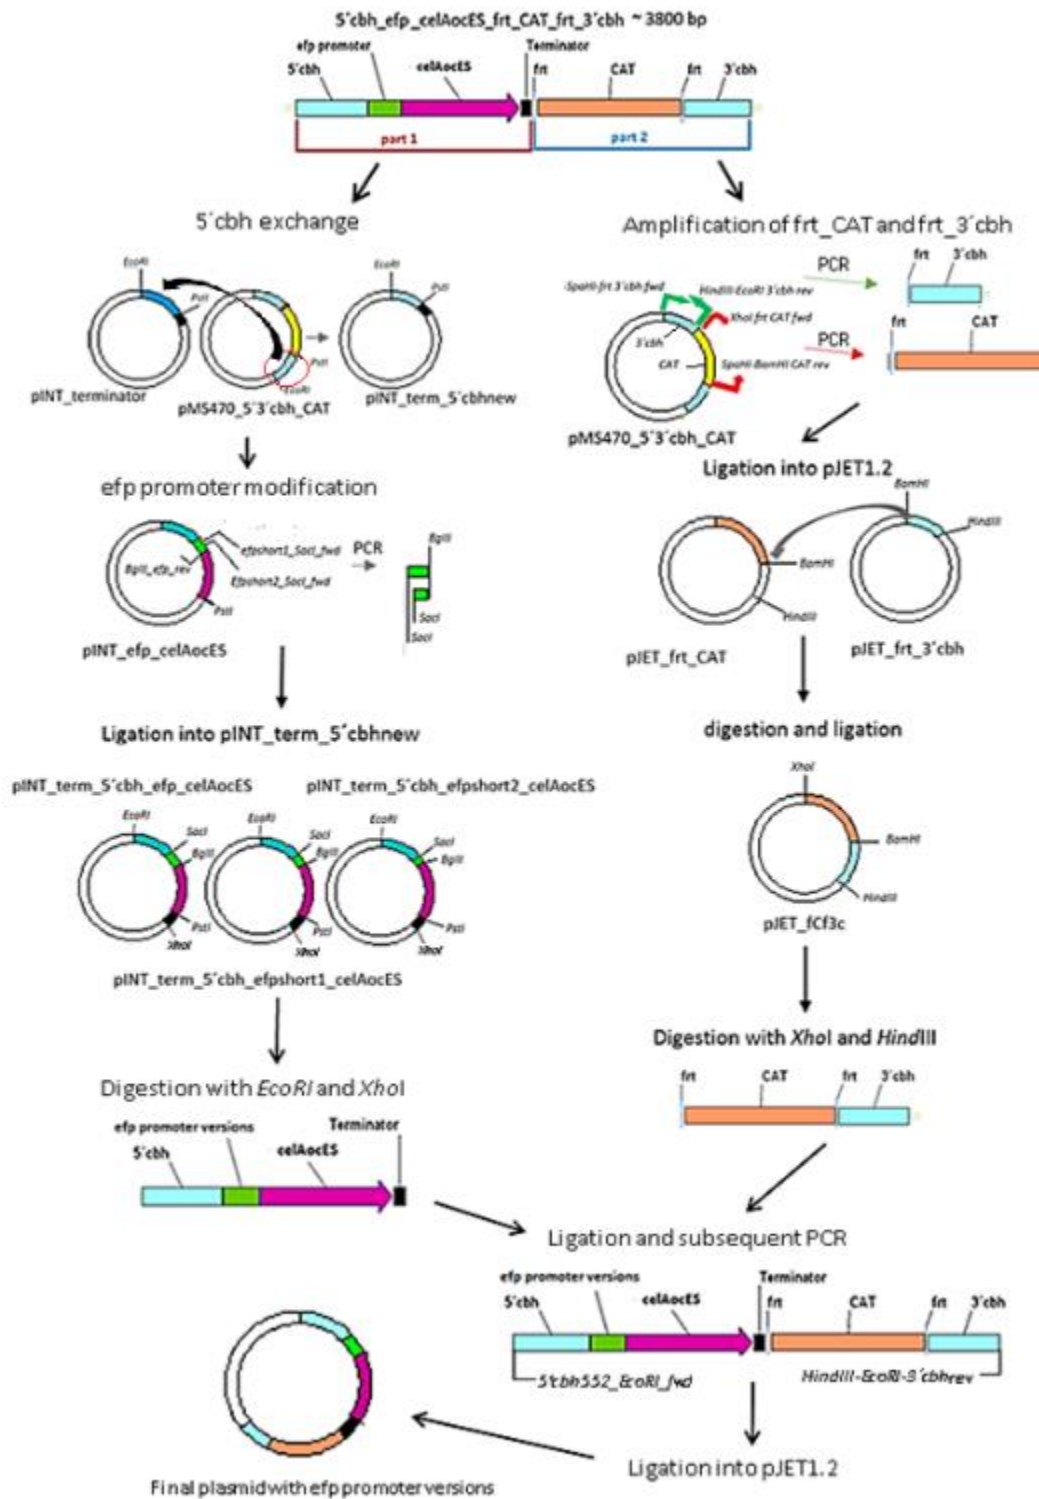 5´cbh_efp_celAocES_frt_CAT_frt_3´cbh ~ 3800 bp
efp promoter
Terminator
5´cbh
celAocES
frt
CAT
frt
3´cbh
part 1
part 2
5´cbh exchange
Amplification of frt_CAT and frt_3´cbh
EcoRI
PstI
EcoRI
PstI
PstI
EcoRI
pINT_terminator
pMS470_5´3´cbh_CAT
pINT_term_5´cbhnew
-SpaHI-frt 3´cbh fwd
HindIII-EcoRI 3´cbh rev
XhoI frt CAT fwd
3´cbh
CAT
SpaHI-BamHI CAT rev
pMS470_5´3´cbh_CAT
PCR
frt
3´cbh
PCR
frt
CAT
efp promoter modification
Ligation into pJET1.2
BglII_efp_rev
efpshort1_SacI_fwd
Efpshort2_SacI_fwd
PstI
PCR
BglII
SacI
SacI
pINT_efp_celAocES
BamHI
HindIII
BamHI
HindIII
pJET_frt_CAT
pJET_frt_3´cbh
Ligation into pINT_term_5´cbhnew
digestion and ligation
pINT_term_5´cbh_efp_celAocES
pINT_term_5´cbh_efpshort2_celAocES
EcoRI
SacI
BglII
PstI
XhoI
EcoRI
SacI
BglII
PstI
XhoI
EcoRI
SacI
BglII
PstI
XhoI
pINT_term_5´cbh_efpshort1_celAocES
XhoI
BamHI
HindIII
pJET_fCf3c
Digestion with EcoRI and XhoI
Digestion with XhoI and HindIII
efp promoter versions
Terminator
5´cbh
celAocES
frt
CAT
frt
3´cbh
Ligation and subsequent PCR
efp promoter versions
Terminator
5´cbh
celAocES
frt
CAT
frt
3´cbh
5´cbh552_EcoRI_fwd
HindIII-EcoRI-3´cbhrev
Ligation into pJET1.2
Final plasmid with efp promoter versions